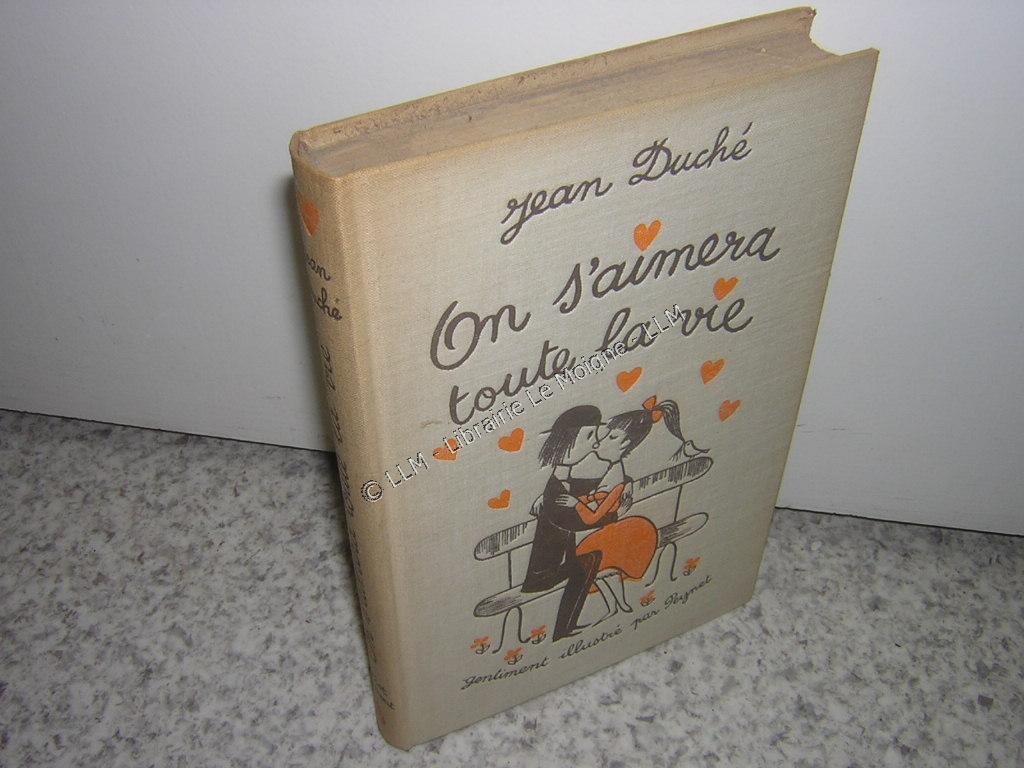 Jean Duché
On s'aimera
toute la vie
© LLM - Librairie Le Moigne - LLM
gentiment illustré par Peynet